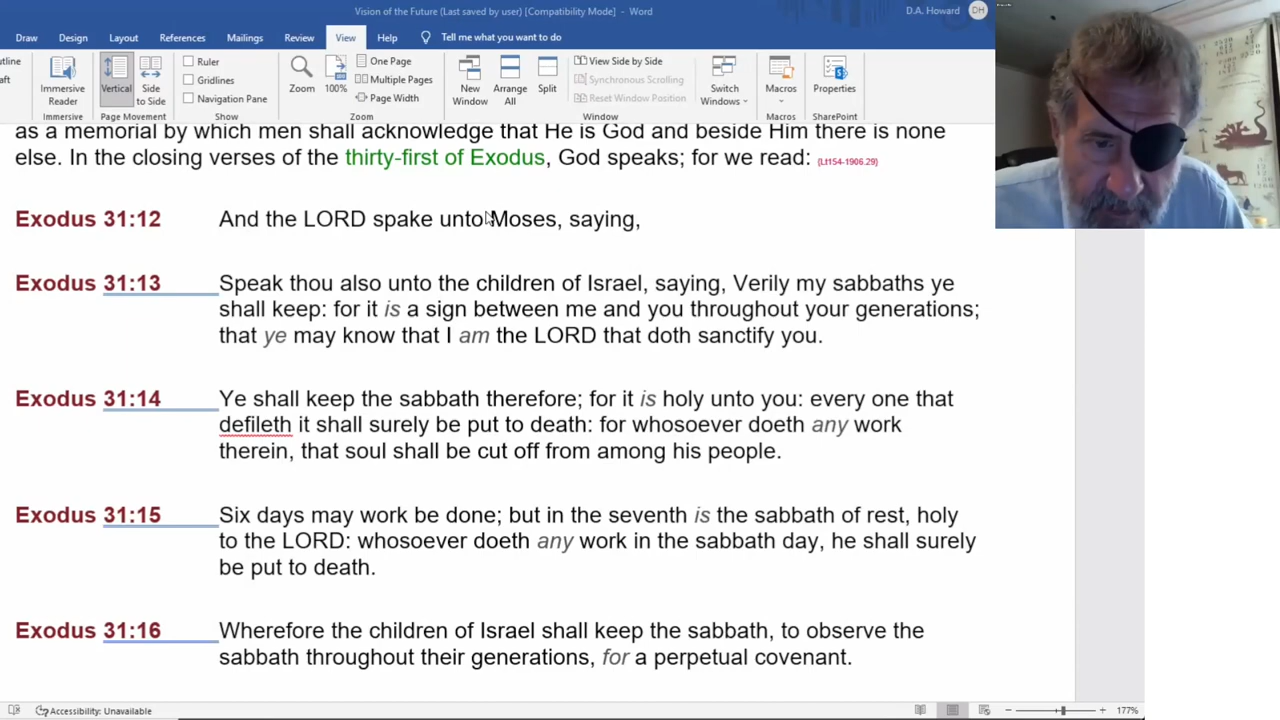 Vision of the Future (Last saved by user) [Compatibility Mode] - Word
D.A. Howard DH
Draw Design Layout References Mailings Review View Help Tell me what you want to do
Immersive Reader
Immersive
Vertical
Side to Side
Page Movement
Ruler
Gridlines
Navigation Pane
Show
Zoom
100%
One Page
Multiple Pages
Page Width
Zoom
New Window
Arrange All
Split
View Side by Side
Synchronous Scrolling
Reset Window Position
Window
Switch Windows
Macros
Macros
Properties
SharePoint
as a memorial by which men shall acknowledge that He is God and beside Him there is none
else. In the closing verses of the thirty-first of Exodus, God speaks; for we read: {Lt154-1906.29}
Exodus 31:12 And the LORD spake unto Moses, saying,
Exodus 31:13 Speak thou also unto the children of Israel, saying, Verily my sabbaths ye
shall keep: for it is a sign between me and you throughout your generations;
that ye may know that I am the LORD that doth sanctify you.
Exodus 31:14 Ye shall keep the sabbath therefore; for it is holy unto you: every one that
defileth it shall surely be put to death: for whosoever doeth any work
therein, that soul shall be cut off from among his people.
Exodus 31:15 Six days may work be done; but in the seventh is the sabbath of rest, holy
to the LORD: whosoever doeth any work in the sabbath day, he shall surely
be put to death.
Exodus 31:16 Wherefore the children of Israel shall keep the sabbath, to observe the
sabbath throughout their generations, for a perpetual covenant.
Accessibility: Unavailable
177%